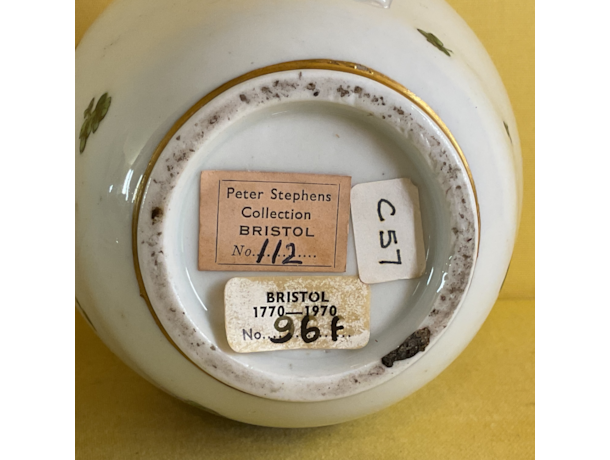 Peter Stephens
Collection
BRISTOL
No. 112
C57
BRISTOL
1770—1970
No. 96f